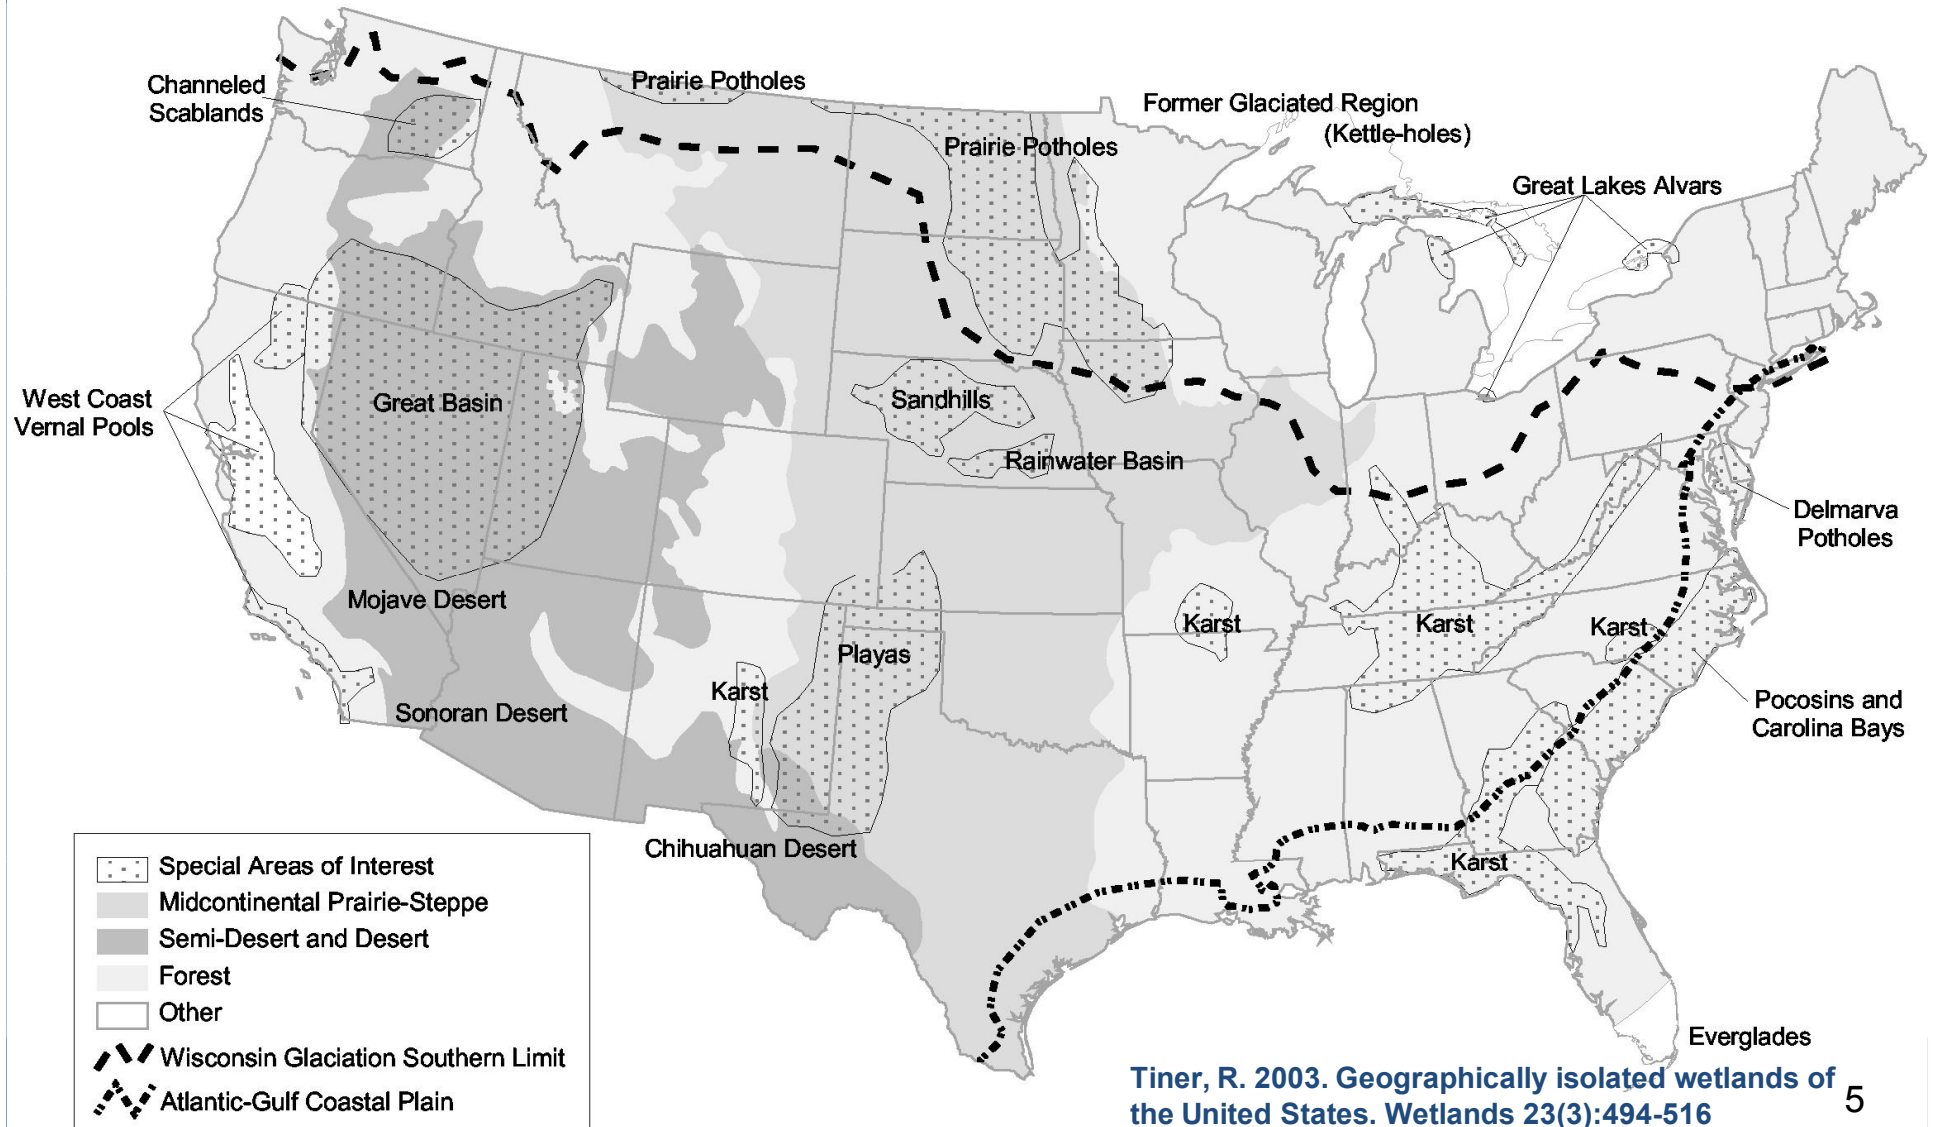 Prairie Potholes
Channeled
Scablands
Former Glaciated Region
(Kettle-holes)
Prairie Potholes
Great Lakes Alvars
West Coast
Vernal Pools
Great Basin
Sandhills
Rainwater Basin
Delmarva
Potholes
Mojave Desert
Karst
Karst
Karst
Playas
Karst
Sonoran Desert
Pocosins and
Carolina Bays
Chihuahuan Desert
Karst
Special Areas of Interest
Midcontinental Prairie-Steppe
Semi-Desert and Desert
Forest
Other
Wisconsin Glaciation Southern Limit
Atlantic-Gulf Coastal Plain
Everglades
Tiner, R. 2003. Geographically isolated wetlands of
the United States. Wetlands 23(3):494-516
5